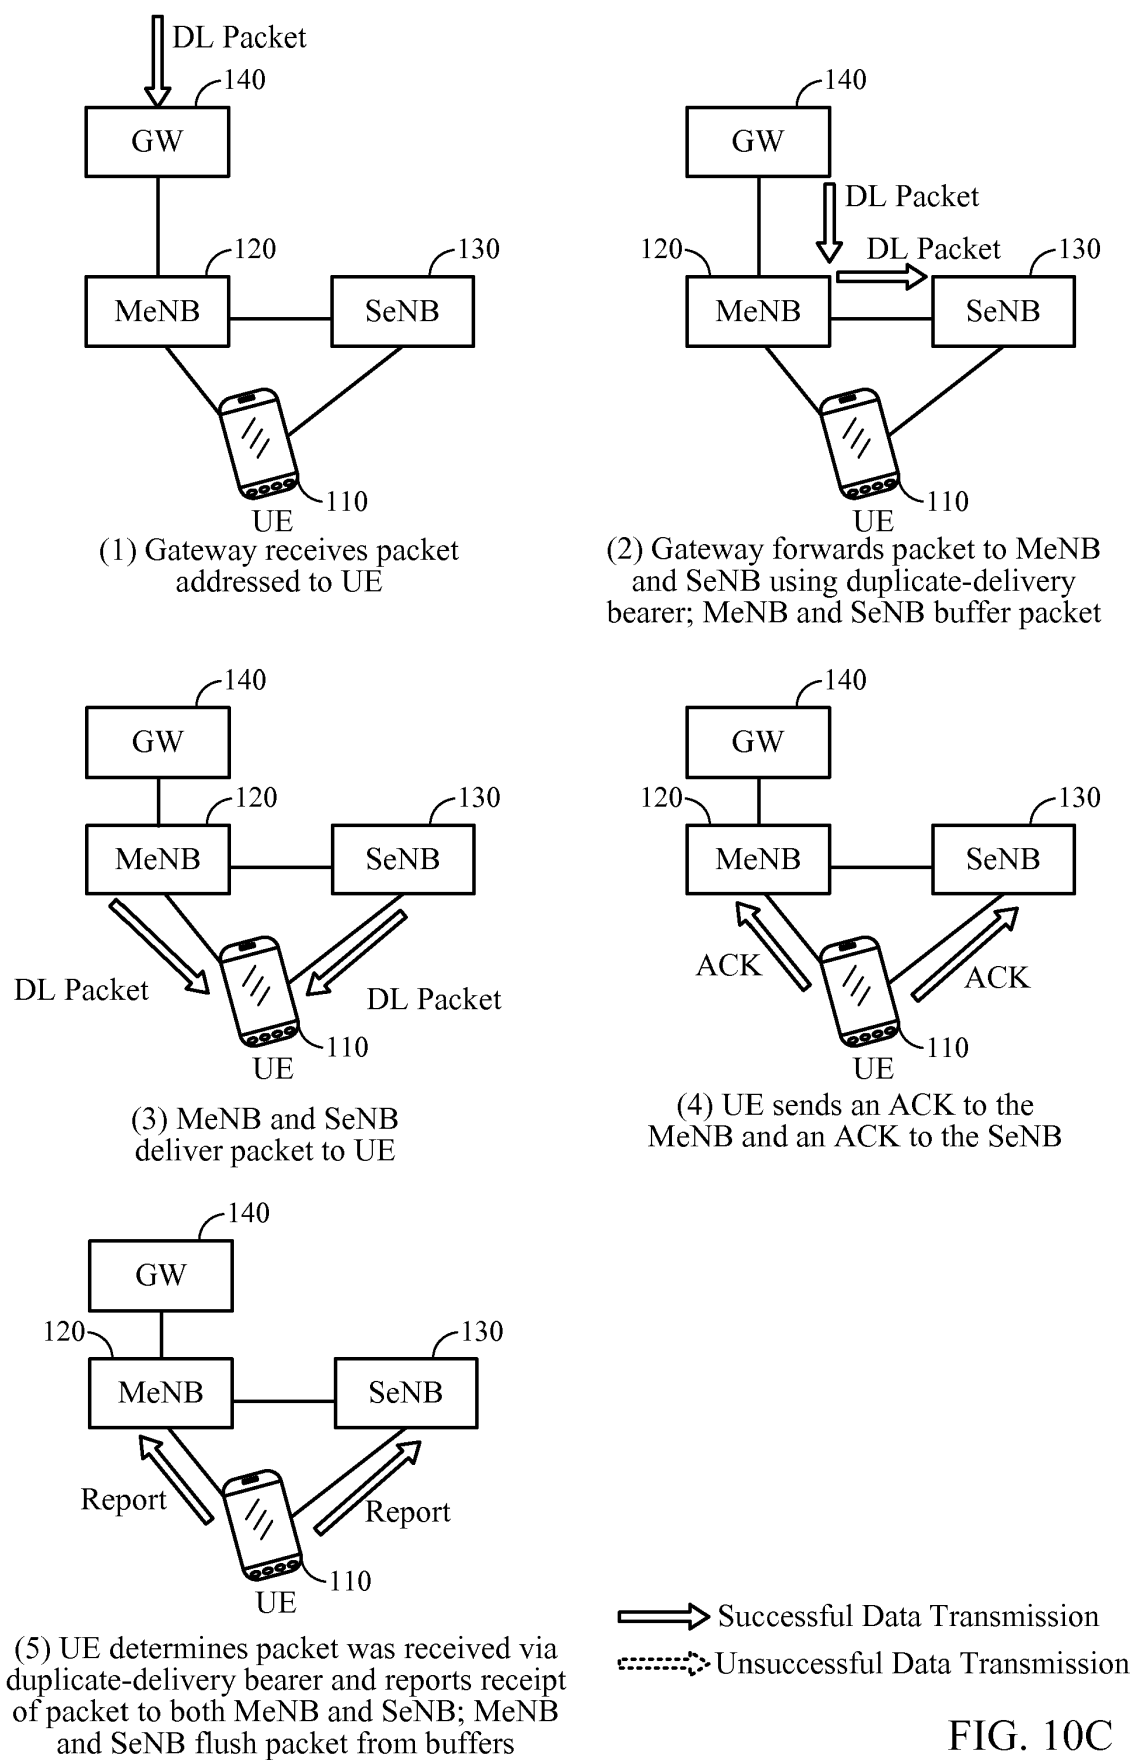 DL Packet
140
GW
120
130
MeNB
SeNB
110
UE
(1) Gateway receives packet
addressed to UE
140
GW
DL Packet
120
DL Packet
130
MeNB
SeNB
110
UE
(2) Gateway forwards packet to MeNB
and SeNB using duplicate-delivery
bearer; MeNB and SeNB buffer packet
140
GW
120
130
MeNB
SeNB
DL Packet
DL Packet
110
UE
(3) MeNB and SeNB
deliver packet to UE
140
GW
120
130
MeNB
SeNB
ACK
ACK
110
UE
(4) UE sends an ACK to the
MeNB and an ACK to the SeNB
140
GW
120
130
MeNB
SeNB
Report
Report
110
UE
(5) UE determines packet was received via
duplicate-delivery bearer and reports receipt
of packet to both MeNB and SeNB; MeNB
and SeNB flush packet from buffers
Successful Data Transmission
Unsuccessful Data Transmission
FIG. 10C